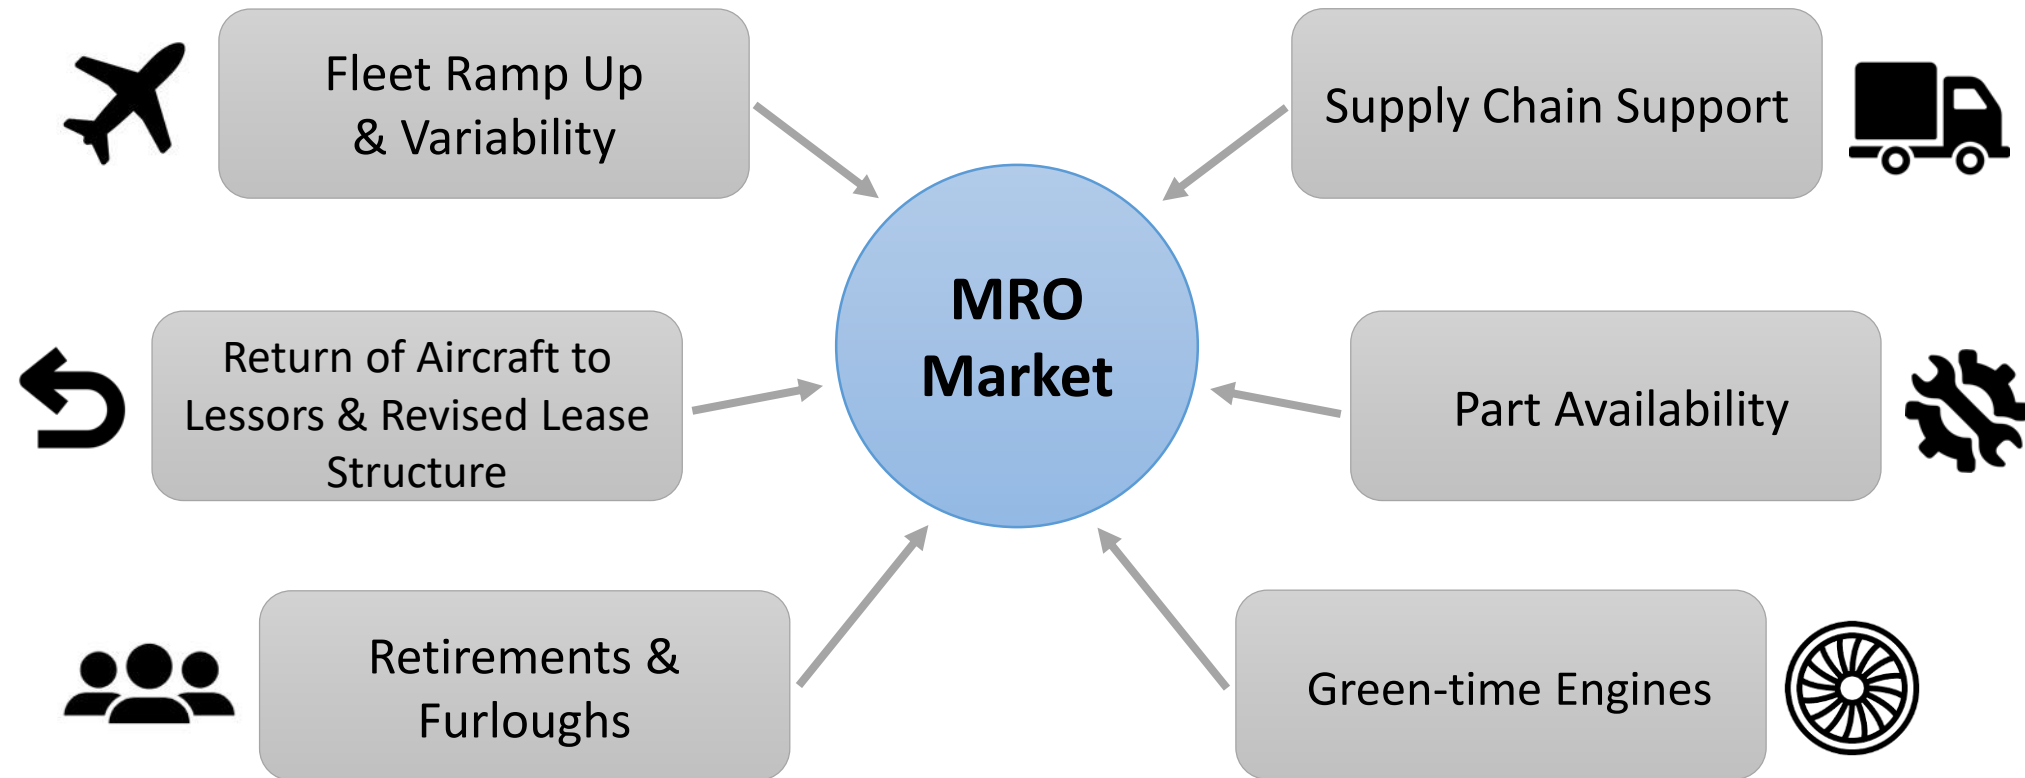 Fleet Ramp Up
& Variability
Supply Chain Support
MRO
Market
Return of Aircraft to
Lessors & Revised Lease
Structure
Part Availability
Retirements &
Furloughs
Green-time Engines